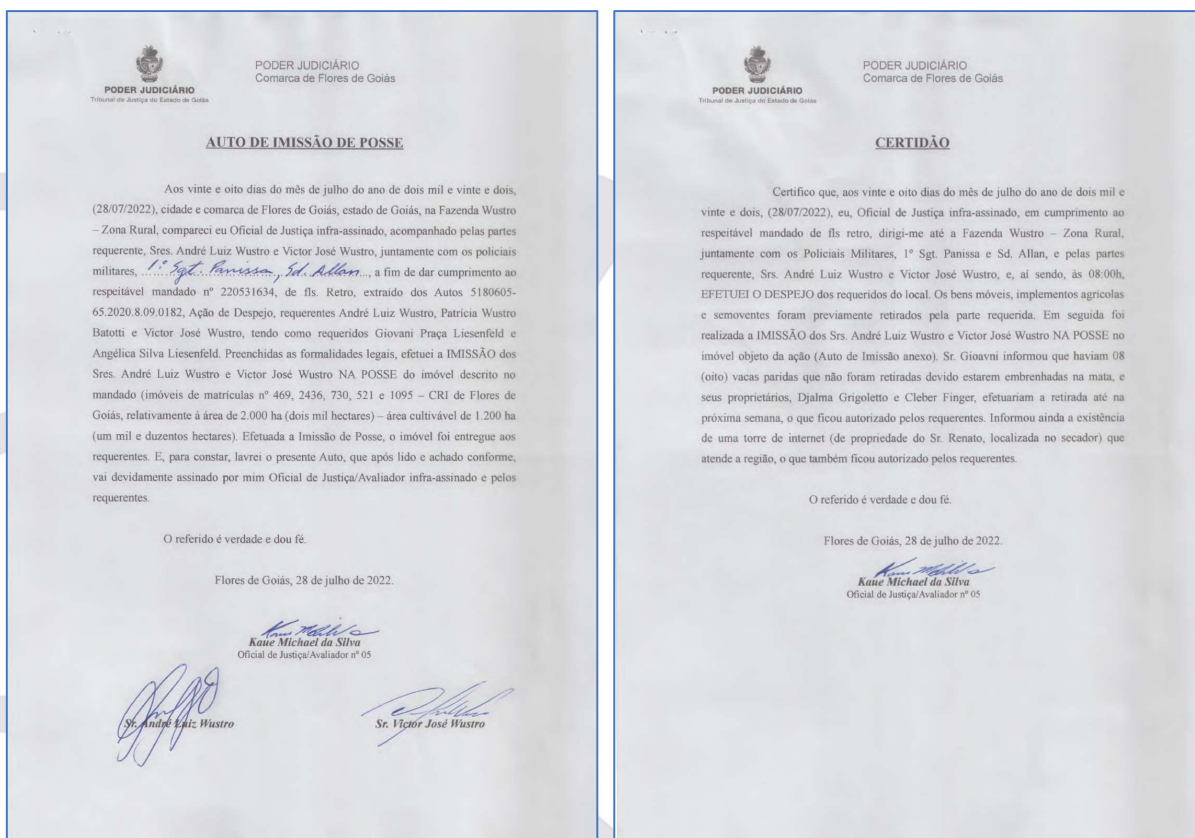 PODER JUDICIÁRIO
Tribunal de Justiça do Estado de Goiás
PODER JUDICIÁRIO
Comarca de Flores de Goiás
AUTO DE IMISSÃO DE POSSE
Aos vinte e oito dias do mês de julho do ano de dois mil e vinte e dois,
(28/07/2022), cidade e comarca de Flores de Goiás, estado de Goiás, na Fazenda Wustro
– Zona Rural, compareci eu Oficial de Justiça infra-assinado, acompanhado pelas partes
requerente, Sres. André Luiz Wustro e Victor José Wustro, juntamente com os policiais
militares, 1º Sgt. Panissa, Sd. Allan, a fim de dar cumprimento ao
respeitável mandado nº 220531634, de fls. Retro, extraído dos Autos 5180605-
65.2020.8.09.0182, Ação de Despejo, requerentes André Luiz Wustro, Patrícia Wustro
Batotti e Victor José Wustro, tendo como requeridos Giovani Praça Liesenfeld e
Angélica Silva Liesenfeld. Preenchidas as formalidades legais, efetuei a IMISSÃO dos
Sres. André Luiz Wustro e Victor José Wustro NA POSSE do imóvel descrito no
mandado (imóveis de matrículas nº 469, 2436, 730, 521 e 1095 – CRI de Flores de
Goiás, relativamente á área de 2.000 ha (dois mil hectares) – área cultivável de 1.200 ha
(um mil e duzentos hectares). Efetuada a Imissão de Posse, o imóvel foi entregue aos
requerentes. E, para constar, lavrei o presente Auto, que após lido e achado conforme,
vai devidamente assinado por mim Oficial de Justiça/Avaliador infra-assinado e pelos
requerentes.
O referido é verdade e dou fé.
Flores de Goiás, 28 de julho de 2022.
Kaue Michael da Silva
Oficial de Justiça/Avaliador nº 05
Sr. André Luiz Wustro
Sr. Victor José Wustro
PODER JUDICIÁRIO
Tribunal de Justiça do Estado de Goiás
PODER JUDICIÁRIO
Comarca de Flores de Goiás
CERTIDÃO
Certifico que, aos vinte e oito dias do mês de julho do ano de dois mil e
vinte e dois, (28/07/2022), eu, Oficial de Justiça infra-assinado, em cumprimento ao
respeitável mandado de fls retro, dirigi-me até a Fazenda Wustro – Zona Rural,
juntamente com os Policiais Militares, 1º Sgt. Panissa e Sd. Allan, e pelas partes
requerente, Srs. André Luiz Wustro e Victor José Wustro, e, aí sendo, às 08:00h,
EFETUEI O DESPEJO dos requeridos do local. Os bens móveis, implementos agrícolas
e semoventes foram previamente retirados pela parte requerida. Em seguida foi
realizada a IMISSÃO dos Srs. André Luiz Wustro e Victor José Wustro NA POSSE no
imóvel objeto da ação (Auto de Imissão anexo). Sr. Gioavni informou que haviam 08
(oito) vacas paridas que não foram retiradas devido estarem embrenhadas na mata, e
seus proprietários, Djalma Grigoletto e Cleber Finger, efetuariam a retirada até na
próxima semana, o que ficou autorizado pelos requerentes. Informou ainda a existência
de uma torre de internet (de propriedade do Sr. Renato, localizada no secador) que
atende a região, o que também ficou autorizado pelos requerentes.
O referido é verdade e dou fé.
Flores de Goiás, 28 de julho de 2022.
Kaue Michael da Silva
Oficial de Justiça/Avaliador nº 05